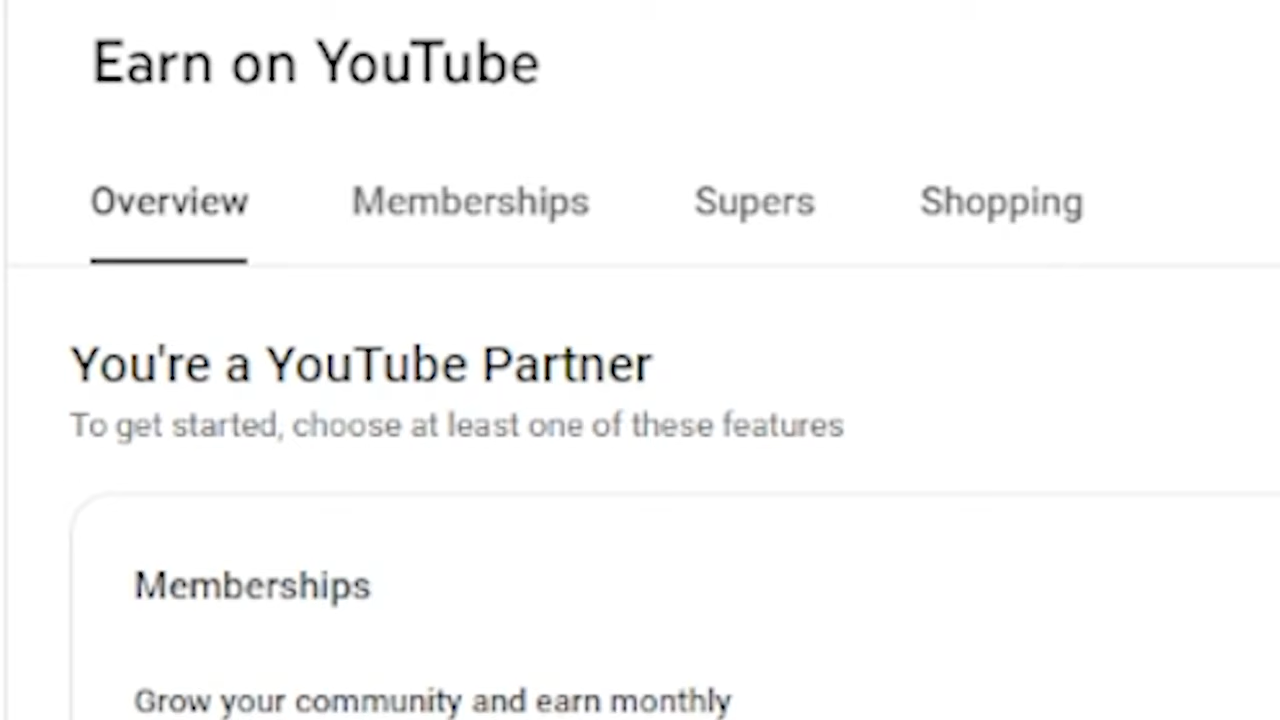 Earn on YouTube
Overview Memberships Supers Shopping
You're a YouTube Partner
To get started, choose at least one of these features
Memberships
Grow your community and earn monthly